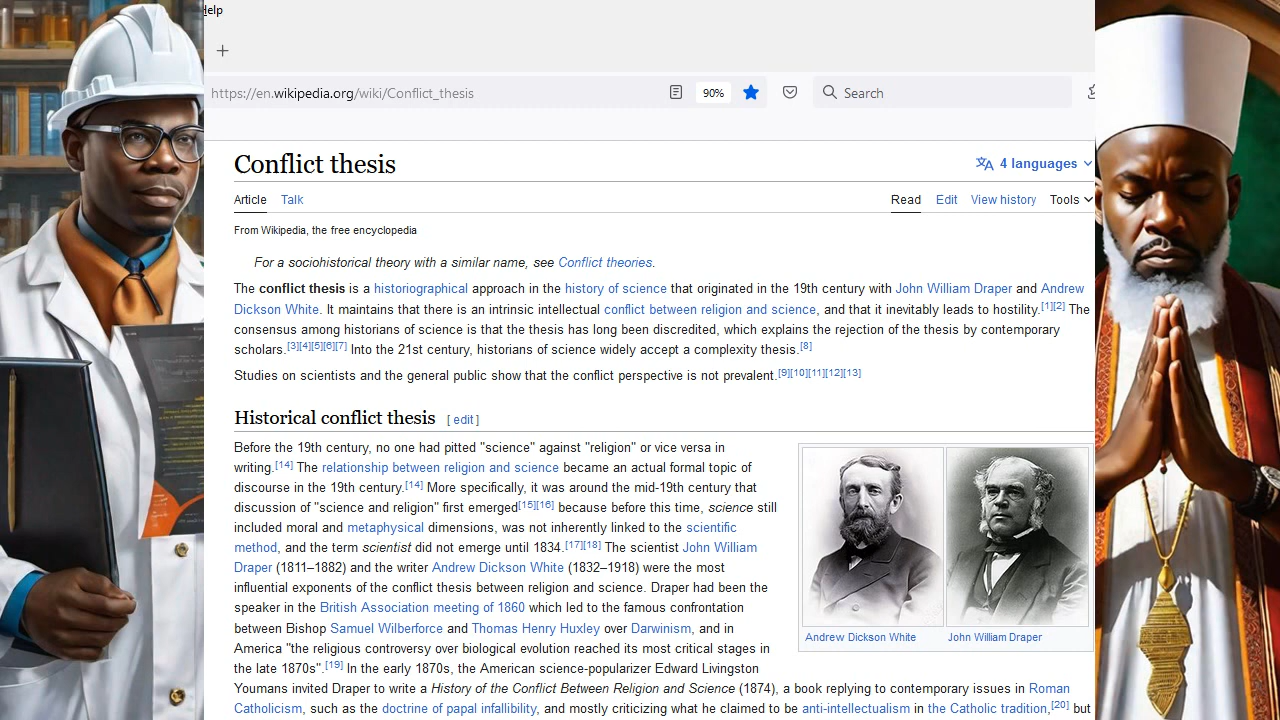 Help
+
https://en.wikipedia.org/wiki/Conflict_thesis
90%
Search
Conflict thesis
4 languages
Article Talk
Read Edit View history Tools
From Wikipedia, the free encyclopedia
For a sociohistorical theory with a similar name, see Conflict theories.
The conflict thesis is a historiographical approach in the history of science that originated in the 19th century with John William Draper and Andrew
Dickson White. It maintains that there is an intrinsic intellectual conflict between religion and science, and that it inevitably leads to hostility.[1][2] The
consensus among historians of science is that the thesis has long been discredited, which explains the rejection of the thesis by contemporary
scholars.[3][4][5][6][7] Into the 21st century, historians of science widely accept a complexity thesis.[8]
Studies on scientists and the general public show that the conflict perspective is not prevalent.[9][10][11][12][13]
Historical conflict thesis [ edit ]
Before the 19th century, no one had pitted "science" against "religion" or vice versa in
writing.[14] The relationship between religion and science became an actual formal topic of
discourse in the 19th century.[14] More specifically, it was around the mid-19th century that
discussion of "science and religion" first emerged[15][16] because before this time, science still
included moral and metaphysical dimensions, was not inherently linked to the scientific
method, and the term scientist did not emerge until 1834.[17][18] The scientist John William
Draper (1811–1882) and the writer Andrew Dickson White (1832–1918) were the most
influential exponents of the conflict thesis between religion and science. Draper had been the
speaker in the British Association meeting of 1860 which led to the famous confrontation
between Bishop Samuel Wilberforce and Thomas Henry Huxley over Darwinism, and in
America "the religious controversy over biological evolution reached its most critical stages in
the late 1870s".[19] In the early 1870s, the American science-popularizer Edward Livingston
Youmans invited Draper to write a History of the Conflict Between Religion and Science (1874), a book replying to contemporary issues in Roman
Catholicism, such as the doctrine of papal infallibility, and mostly criticizing what he claimed to be anti-intellectualism in the Catholic tradition,[20] but
Andrew Dickson White
John William Draper